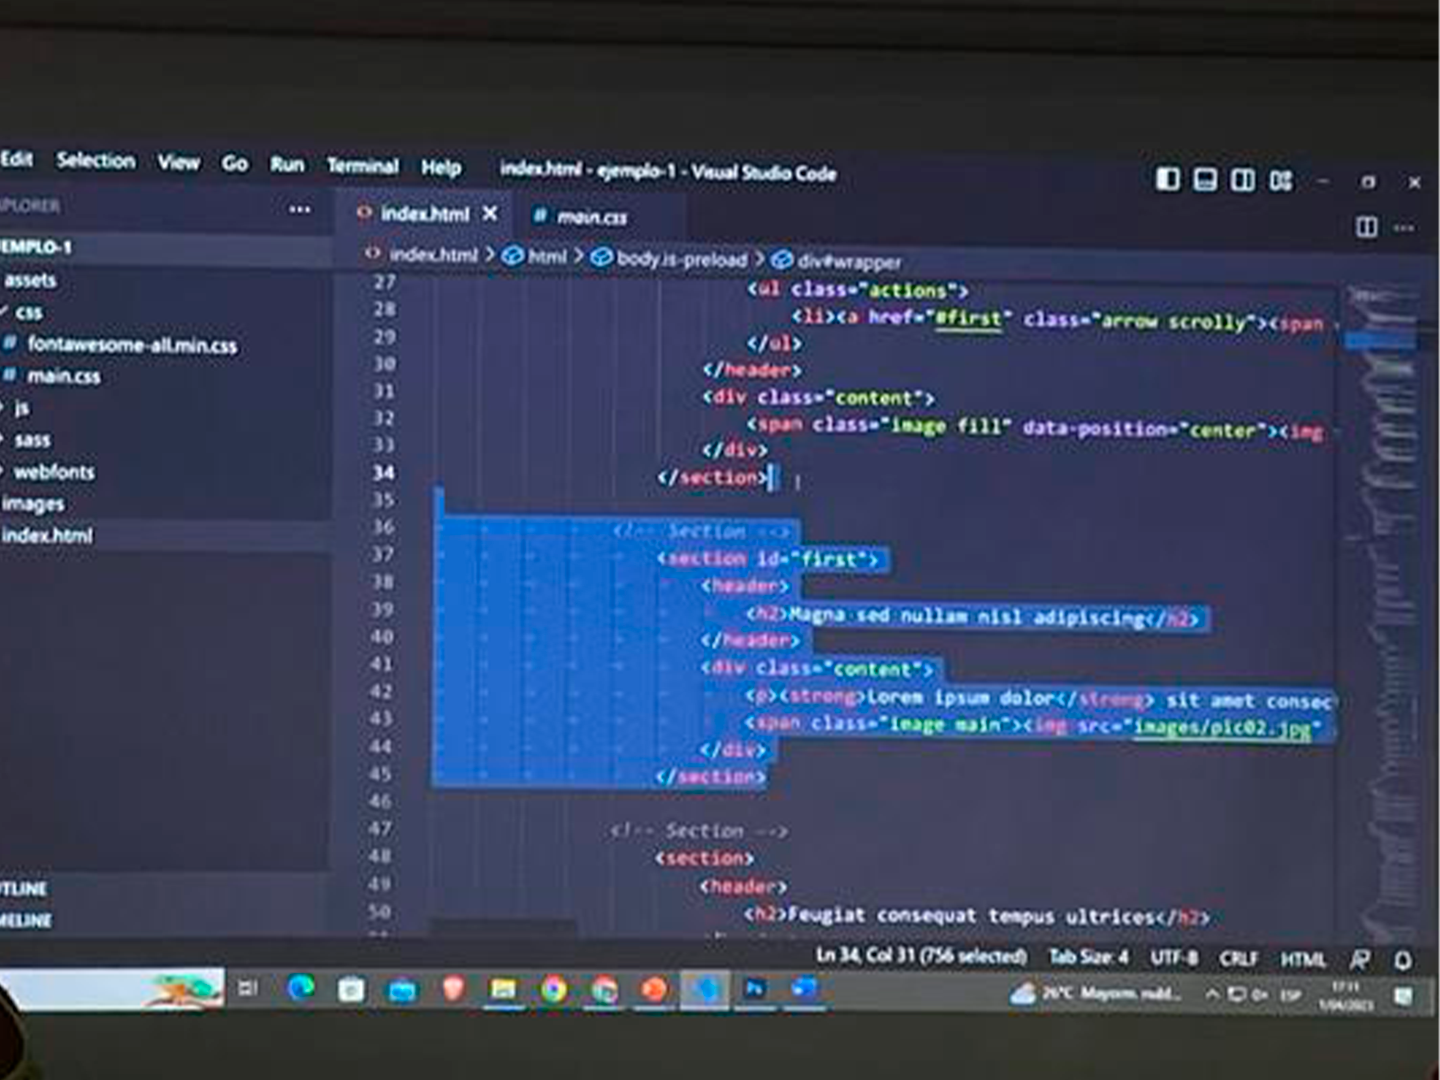 Edit Selection View Go Run Terminal Help index.html - ejemplo-1 - Visual Studio Code
PLORER ...
EMPLO-1
assets
css
# fontawesome-all.min.css
# main.css
js
sass
webfonts
images
index.html
TLINE
MELINE
index.html # main.css
index.html > html > body.is-preload > div#wrapper
27 <ul class="actions">
28 <li><a href="#first" class="arrow scrolly"><span
29 </ul>
30 </header>
31 <div class="content">
32 <span class="image fill" data-position="center"><img
33 </div>
34 </section>
35
36 <!-- Section -->
37 <section id="first">
38 <header>
39 <h2>Magna sed nullam nisl adipiscing</h2>
40 </header>
41 <div class="content">
42 <p><strong>Lorem ipsum dolor</strong> sit amet consec
43 <span class="image main"><img src="images/pic02.jpg"
44 </div>
45 </section>
46
47 <!-- Section -->
48 <section>
49 <header>
50 <h2>Feugiat consequat tempus ultrices</h2>
Ln 34, Col 31 (756 selected) Tab Size: 4 UTF-8 CRLF HTML
26°C Mayorm. nubl... ESP 17:11